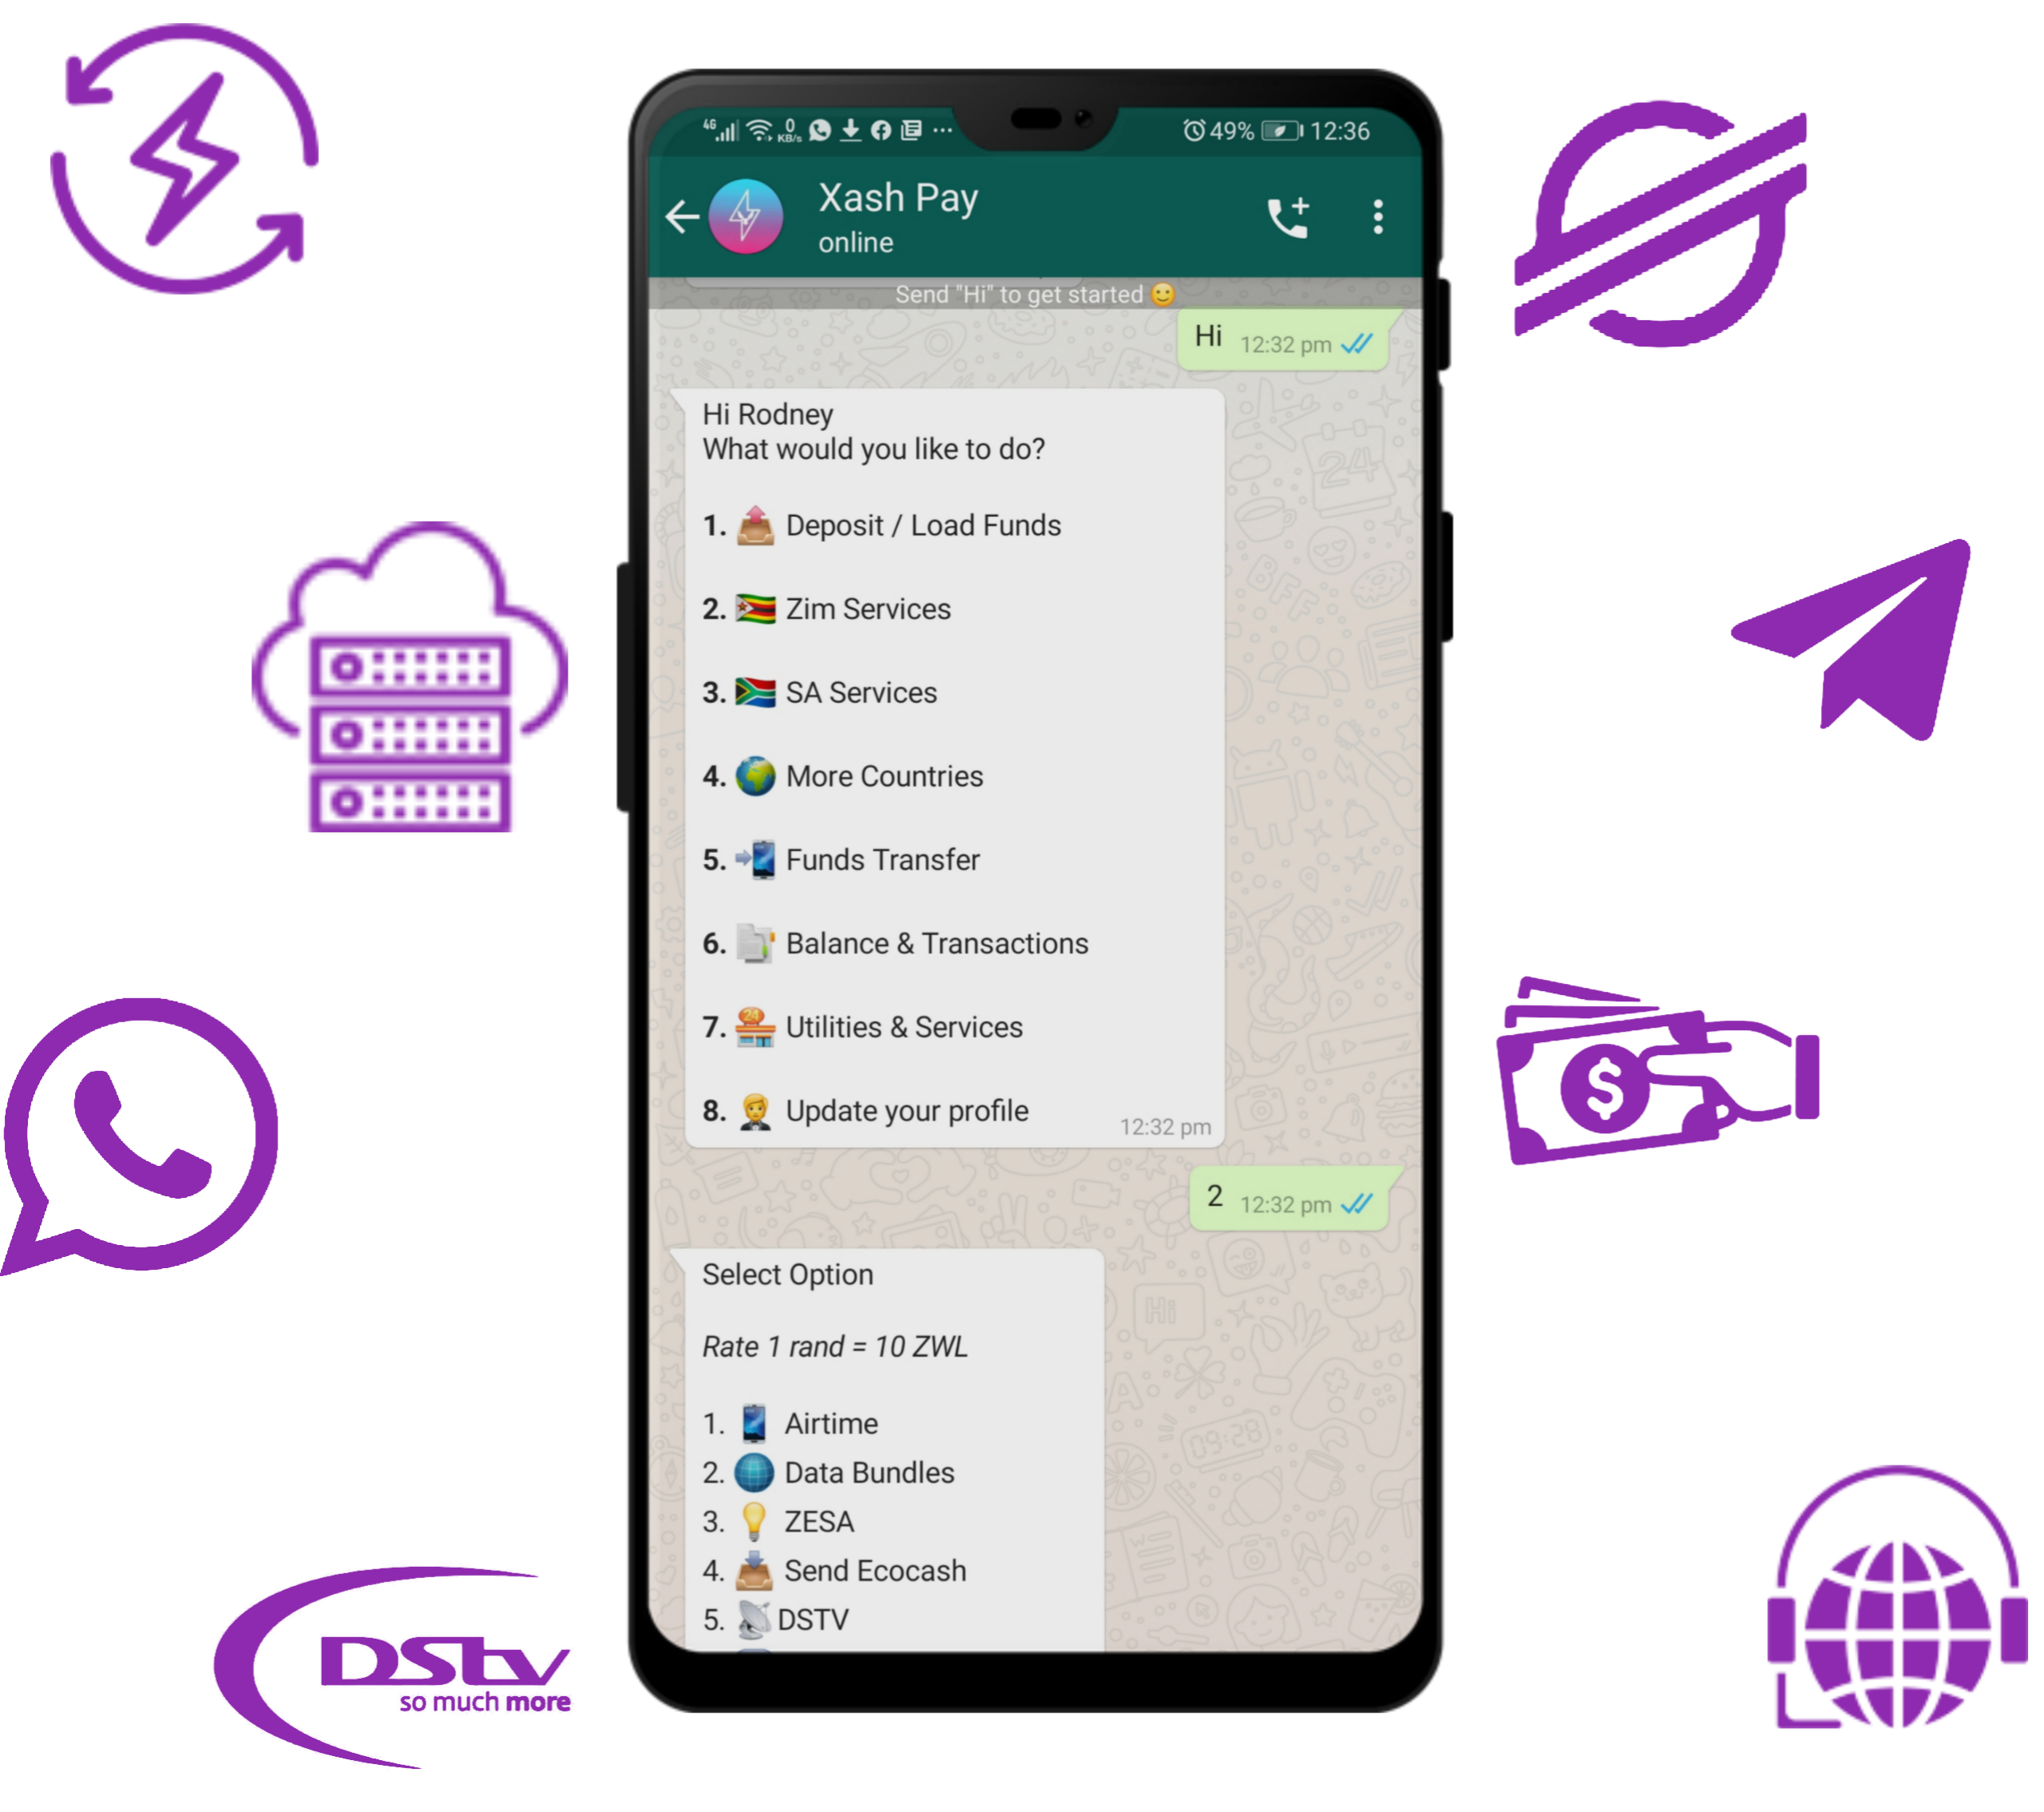 4G 0 KB/s ... 49% 12:36
Xash Pay
online
Send "Hi" to get started
Hi 12:32 pm
Hi Rodney
What would you like to do?
1. Deposit / Load Funds
2. Zim Services
3. SA Services
4. More Countries
5. Funds Transfer
6. Balance & Transactions
7. Utilities & Services
8. Update your profile
12:32 pm
2 12:32 pm
Select Option
Rate 1 rand = 10 ZWL
1. Airtime
2. Data Bundles
3. ZESA
4. Send Ecocash
5. DSTV
$
DStv
so much more